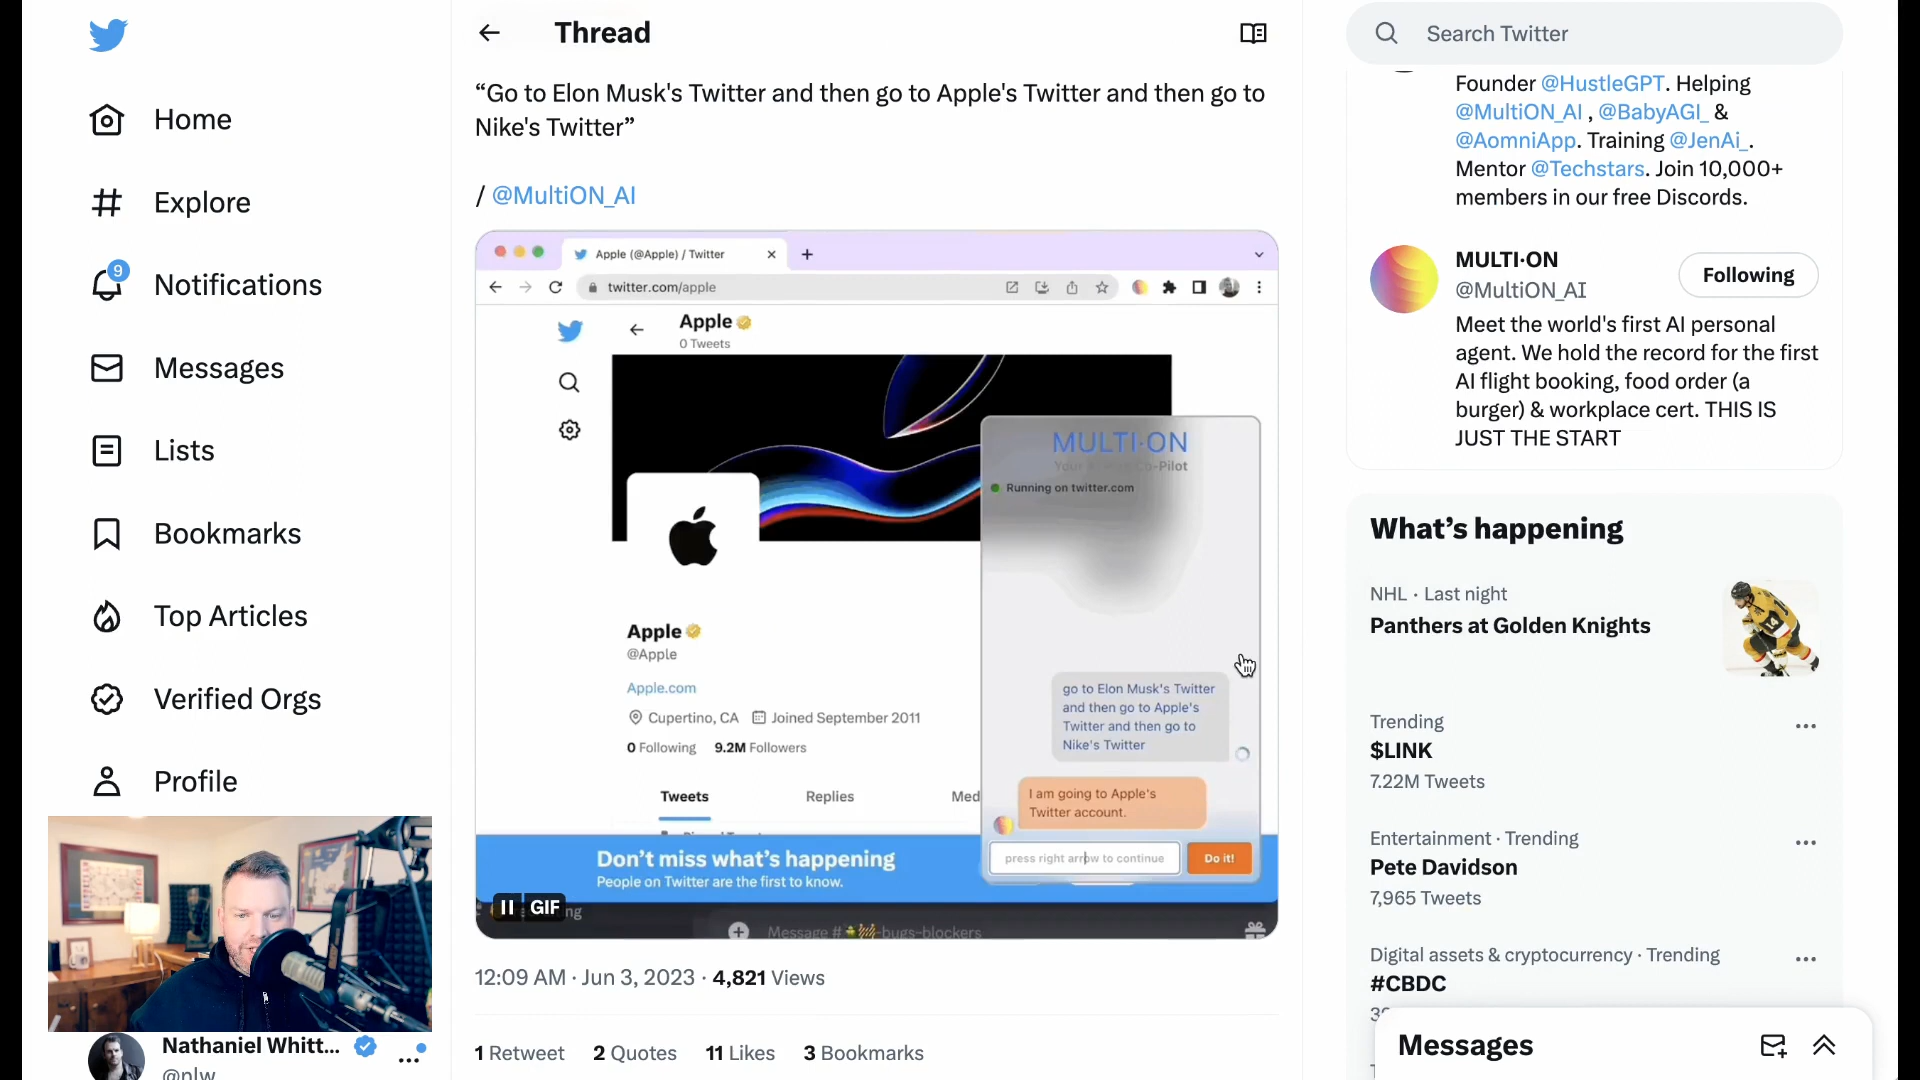 Thread
Search Twitter
Home
Explore
9
Notifications
Messages
Lists
Bookmarks
Top Articles
Verified Orgs
Profile
Nathaniel Whitt...
@nlw
“Go to Elon Musk's Twitter and then go to Apple's Twitter and then go to
Nike's Twitter”
/ @MultiON_AI
Apple (@Apple) / Twitter
twitter.com/apple
Apple
0 Tweets
MULTI·ON
Running on twitter.com
Apple
@Apple
Apple.com
Cupertino, CA Joined September 2011
0 Following 9.2M Followers
Tweets Replies Med
go to Elon Musk's Twitter
and then go to Apple's
Twitter and then go to
Nike's Twitter
I am going to Apple's
Twitter account.
press right arrow to continue Do it!
Don’t miss what’s happening
People on Twitter are the first to know.
GIF
Message # -bugs-blockers
12:09 AM · Jun 3, 2023 · 4,821 Views
1 Retweet 2 Quotes 11 Likes 3 Bookmarks
Founder @HustleGPT. Helping
@MultiON_AI , @BabyAGI_ &
@AomniApp. Training @JenAi_.
Mentor @Techstars. Join 10,000+
members in our free Discords.
MULTI·ON
@MultiON_AI
Following
Meet the world's first AI personal
agent. We hold the record for the first
AI flight booking, food order (a
burger) & workplace cert. THIS IS
JUST THE START
What’s happening
NHL · Last night
Panthers at Golden Knights
Trending
$LINK
7.22M Tweets
Entertainment · Trending
Pete Davidson
7,965 Tweets
Digital assets & cryptocurrency · Trending
#CBDC
Messages